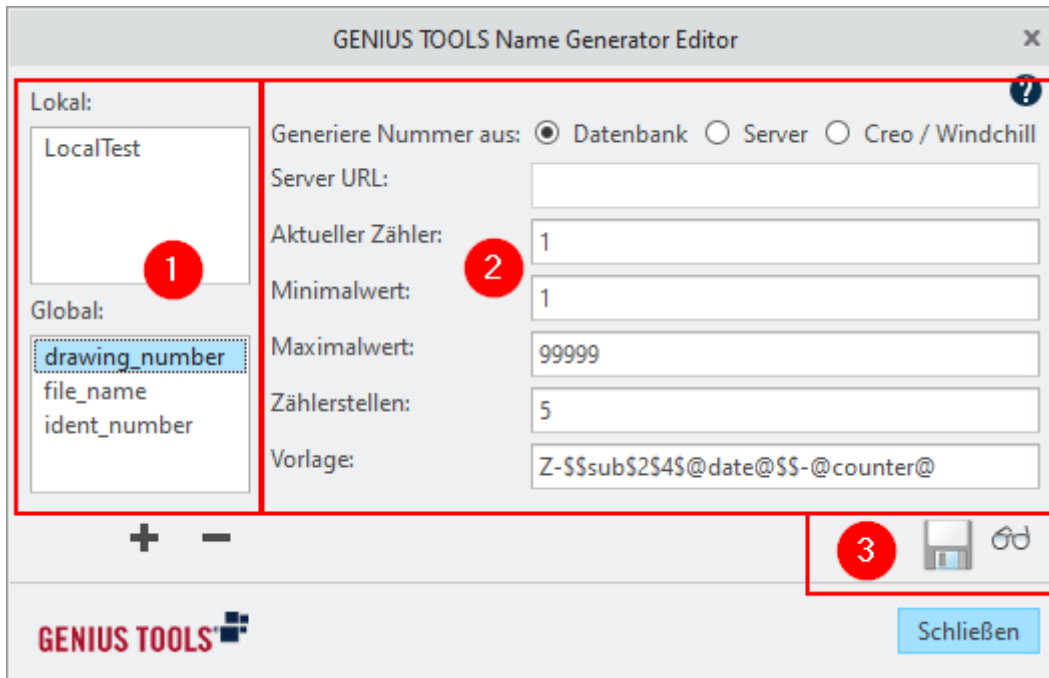 GENIUS TOOLS Name Generator Editor
?
Lokal:
LocalTest
1
Global:
drawing_number
file_name
ident_number
Generiere Nummer aus: Datenbank Server Creo / Windchill
Server URL:
Aktueller Zähler: 1
2
Minimalwert: 1
Maximalwert: 99999
Zählerstellen: 5
Vorlage: Z-$$sub$2$4$@date@$$-@counter@
3
GENIUS TOOLS
Schließen